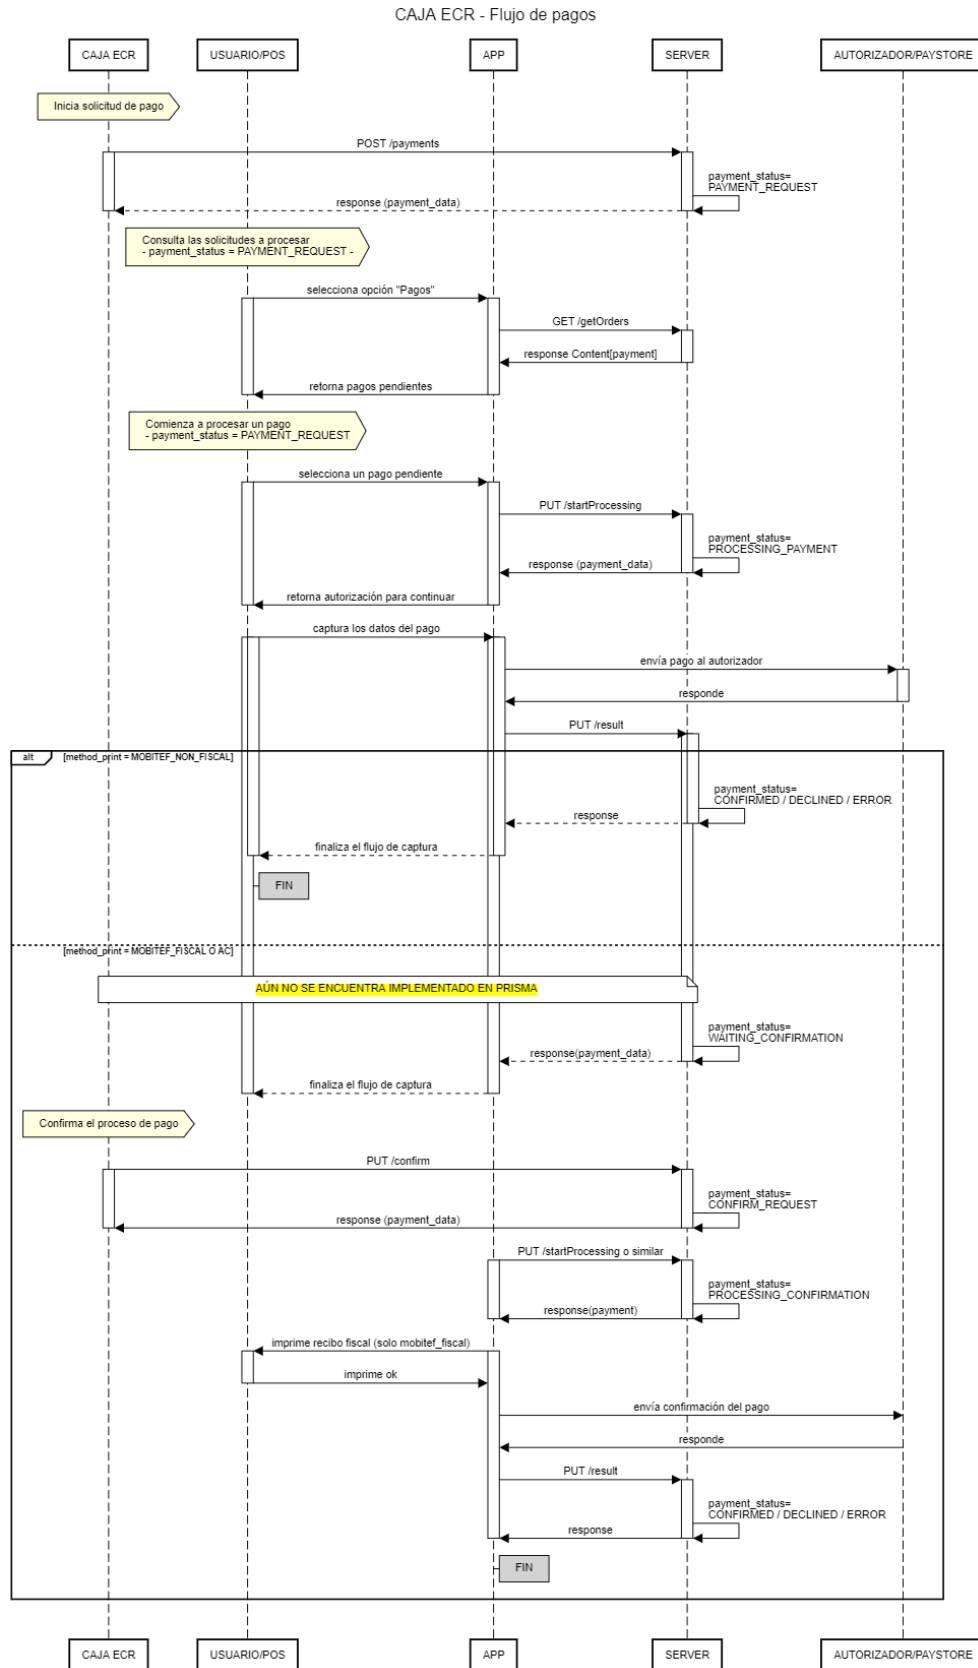 CAJA ECR - Flujo de pagos
CAJA ECR
USUARIO/POS
APP
SERVER
AUTORIZADOR/PAYSTORE
Inicia solicitud de pago
POST /payments
payment_status=
PAYMENT_REQUEST
response (payment_data)
Consulta las solicitudes a procesar
- payment_status = PAYMENT_REQUEST -
selecciona opción "Pagos"
GET /getOrders
response Content[payment]
retorna pagos pendientes
Comienza a procesar un pago
- payment_status = PAYMENT_REQUEST
selecciona un pago pendiente
PUT /startProcessing
payment_status=
PROCESSING_PAYMENT
response (payment_data)
retorna autorización para continuar
captura los datos del pago
envía pago al autorizador
responde
PUT /result
alt
[method_print = MOBITEF_NON_FISCAL]
payment_status=
CONFIRMED / DECLINED / ERROR
response
finaliza el flujo de captura
FIN
[method_print = MOBITEF_FISCAL O AC]
AÚN NO SE ENCUENTRA IMPLEMENTADO EN PRISMA
payment_status=
WAITING_CONFIRMATION
response(payment_data)
finaliza el flujo de captura
Confirma el proceso de pago
PUT /confirm
payment_status=
CONFIRM_REQUEST
response (payment_data)
PUT /startProcessing o similar
payment_status=
PROCESSING_CONFIRMATION
response(payment)
imprime recibo fiscal (solo mobitef_fiscal)
imprime ok
envía confirmación del pago
responde
PUT /result
payment_status=
CONFIRMED / DECLINED / ERROR
response
FIN
CAJA ECR
USUARIO/POS
APP
SERVER
AUTORIZADOR/PAYSTORE